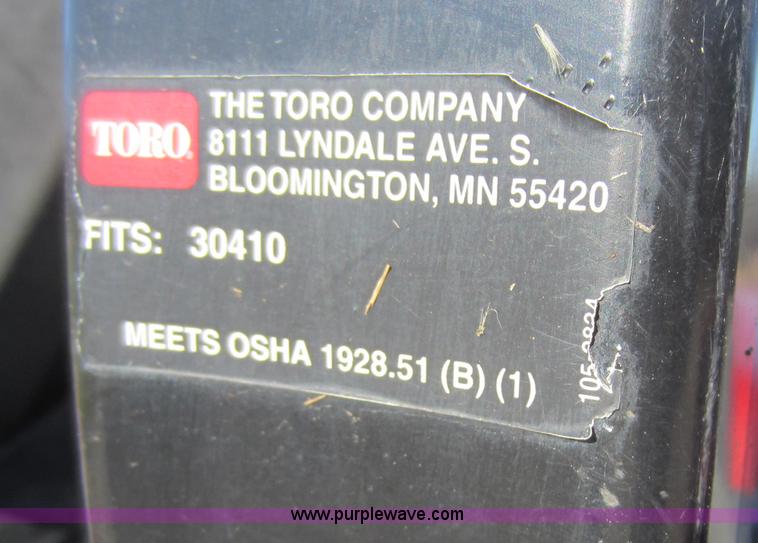 TORO
THE TORO COMPANY
8111 LYNDALE AVE. S.
BLOOMINGTON, MN 55420
FITS: 30410
MEETS OSHA 1928.51 (B) (1)
www.purplewave.com